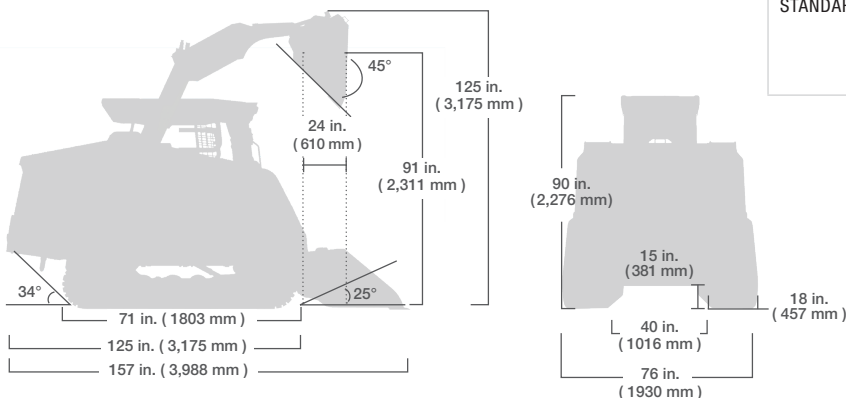 STANDAR
45°
125 in.
( 3,175 mm )
24 in.
( 610 mm )
91 in.
( 2,311 mm )
34°
25°
71 in. ( 1803 mm )
125 in. ( 3,175 mm )
157 in. ( 3,988 mm )
90 in.
( 2,276 mm)
15 in.
(381 mm)
18 in.
( 457 mm )
40 in.
( 1016 mm )
76 in.
( 1930 mm )